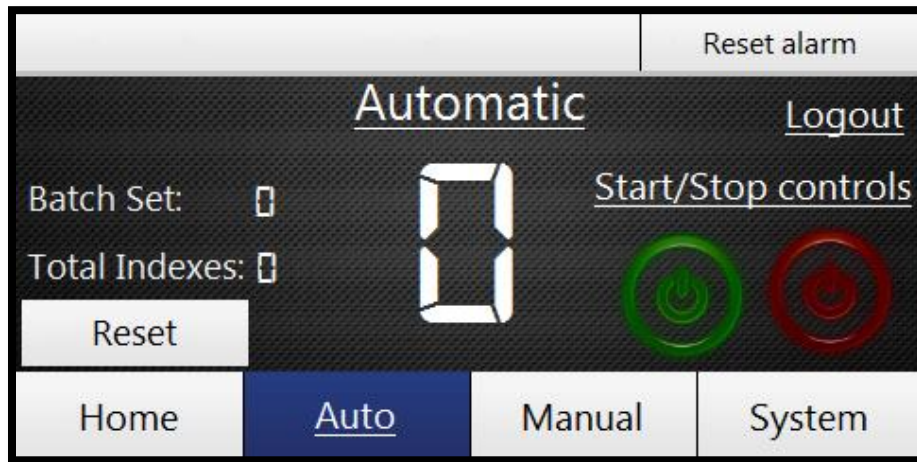 Reset alarm
Automatic
Logout
Batch Set: 0
0
Start/Stop controls
Total Indexes: 0
Reset
Home
Auto
Manual
System